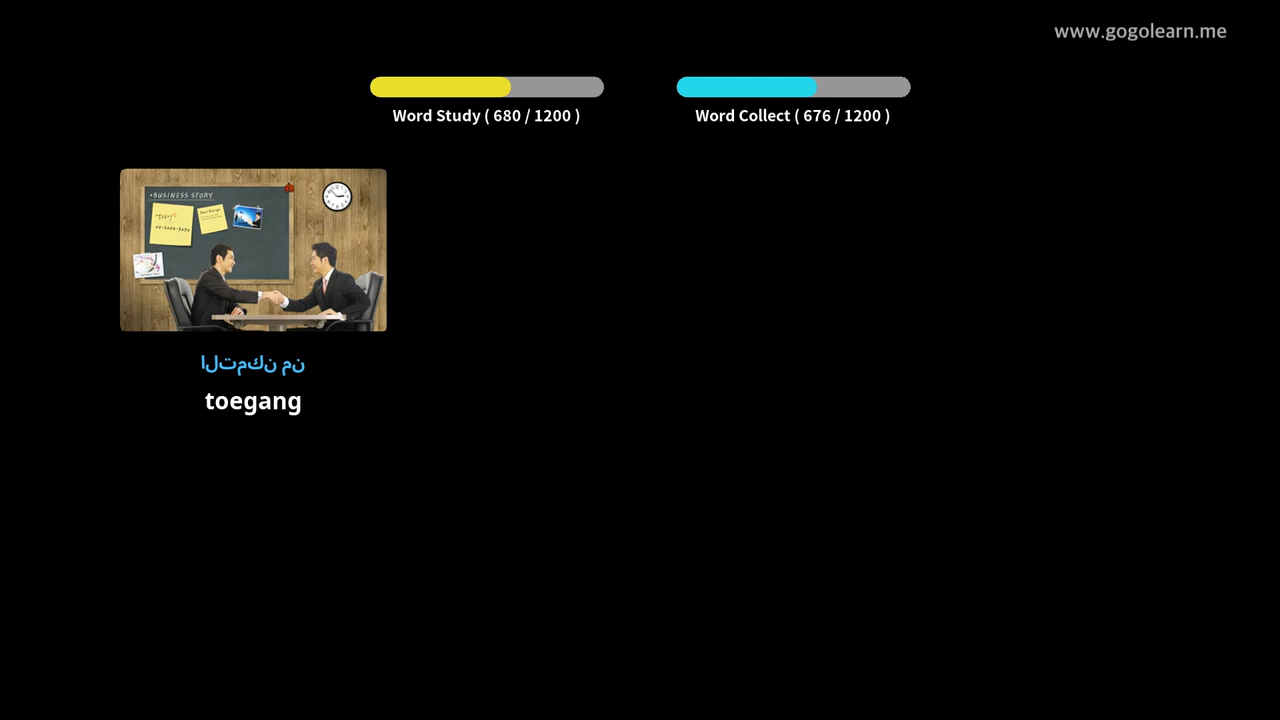 www.gogolearn.me
Word Study ( 680 / 1200 )
Word Collect ( 676 / 1200 )
•BUSINESS STORY
التمكن من
toegang